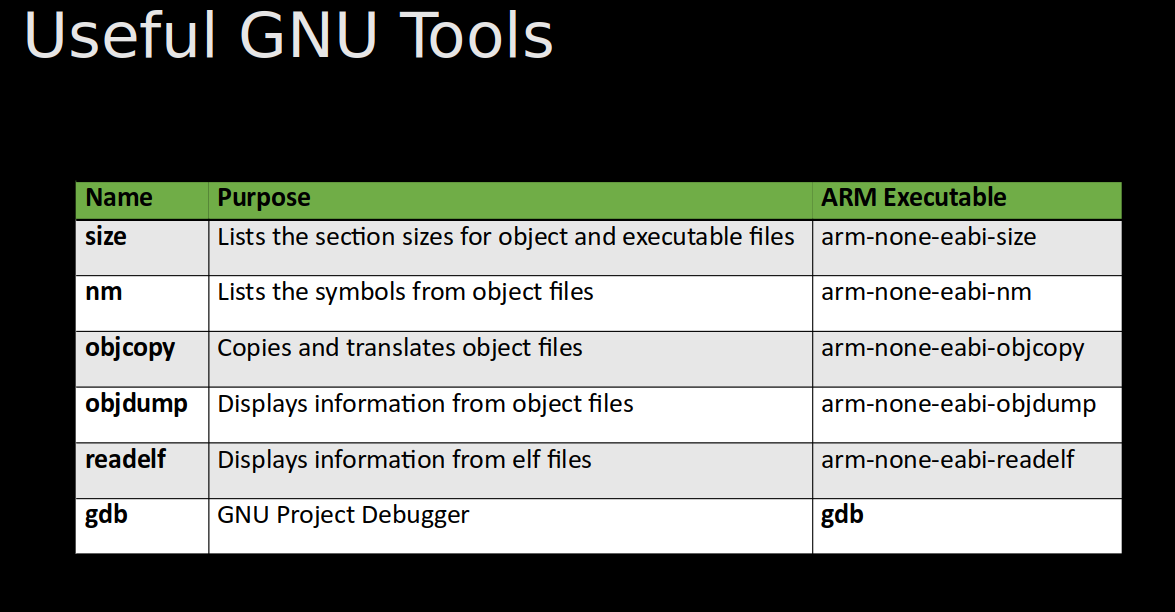 Useful GNU Tools
Name Purpose ARM Executable
size Lists the section sizes for object and executable files arm-none-eabi-size
nm Lists the symbols from object files arm-none-eabi-nm
objcopy Copies and translates object files arm-none-eabi-objcopy
objdump Displays information from object files arm-none-eabi-objdump
readelf Displays information from elf files arm-none-eabi-readelf
gdb GNU Project Debugger gdb